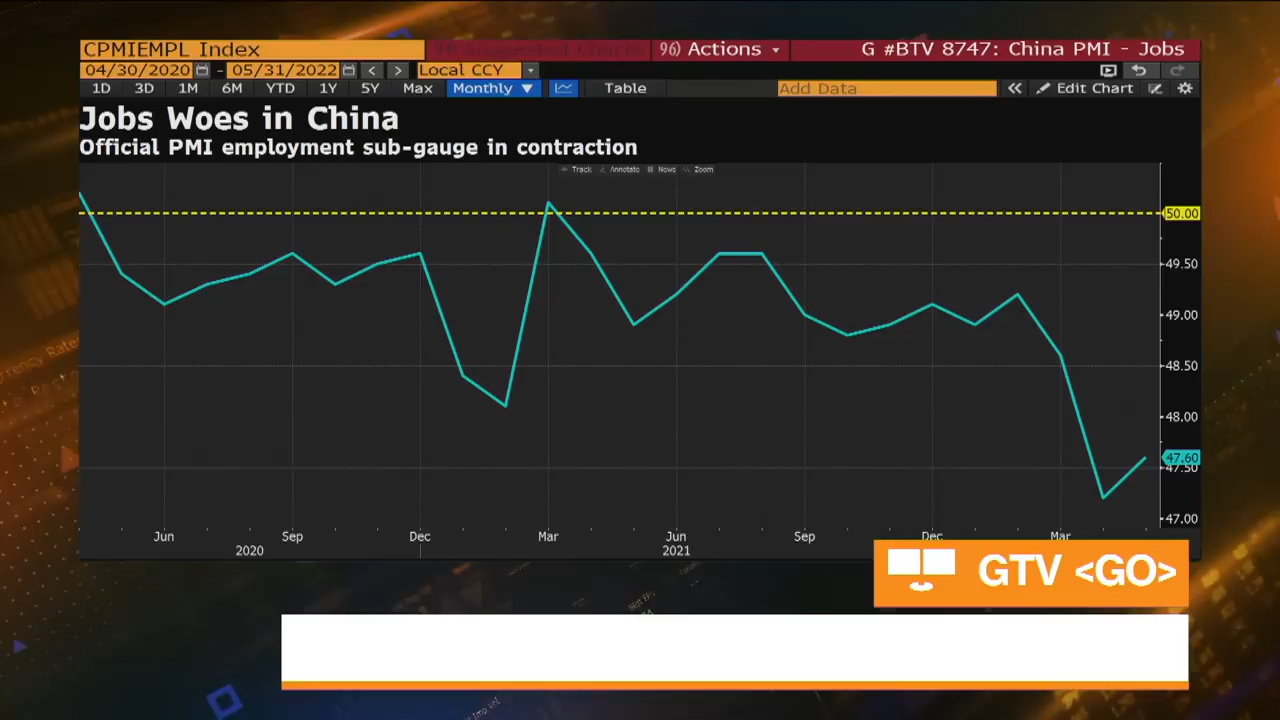 CPMIEMPL Index
96) Actions
G #BTV 8747: China PMI - Jobs
04/30/2020 - 05/31/2022 < > Local CCY
1D 3D 1M 6M YTD 1Y 5Y Max Monthly ▼ Table Add Data « Edit Chart
Jobs Woes in China
Official PMI employment sub-gauge in contraction
Track Annotate News Zoom
50.00
49.50
49.00
48.50
48.00
47.60
47.50
47.00
Jun Sep Dec Mar Jun Sep Dec Mar
2020 2021
GTV <GO>